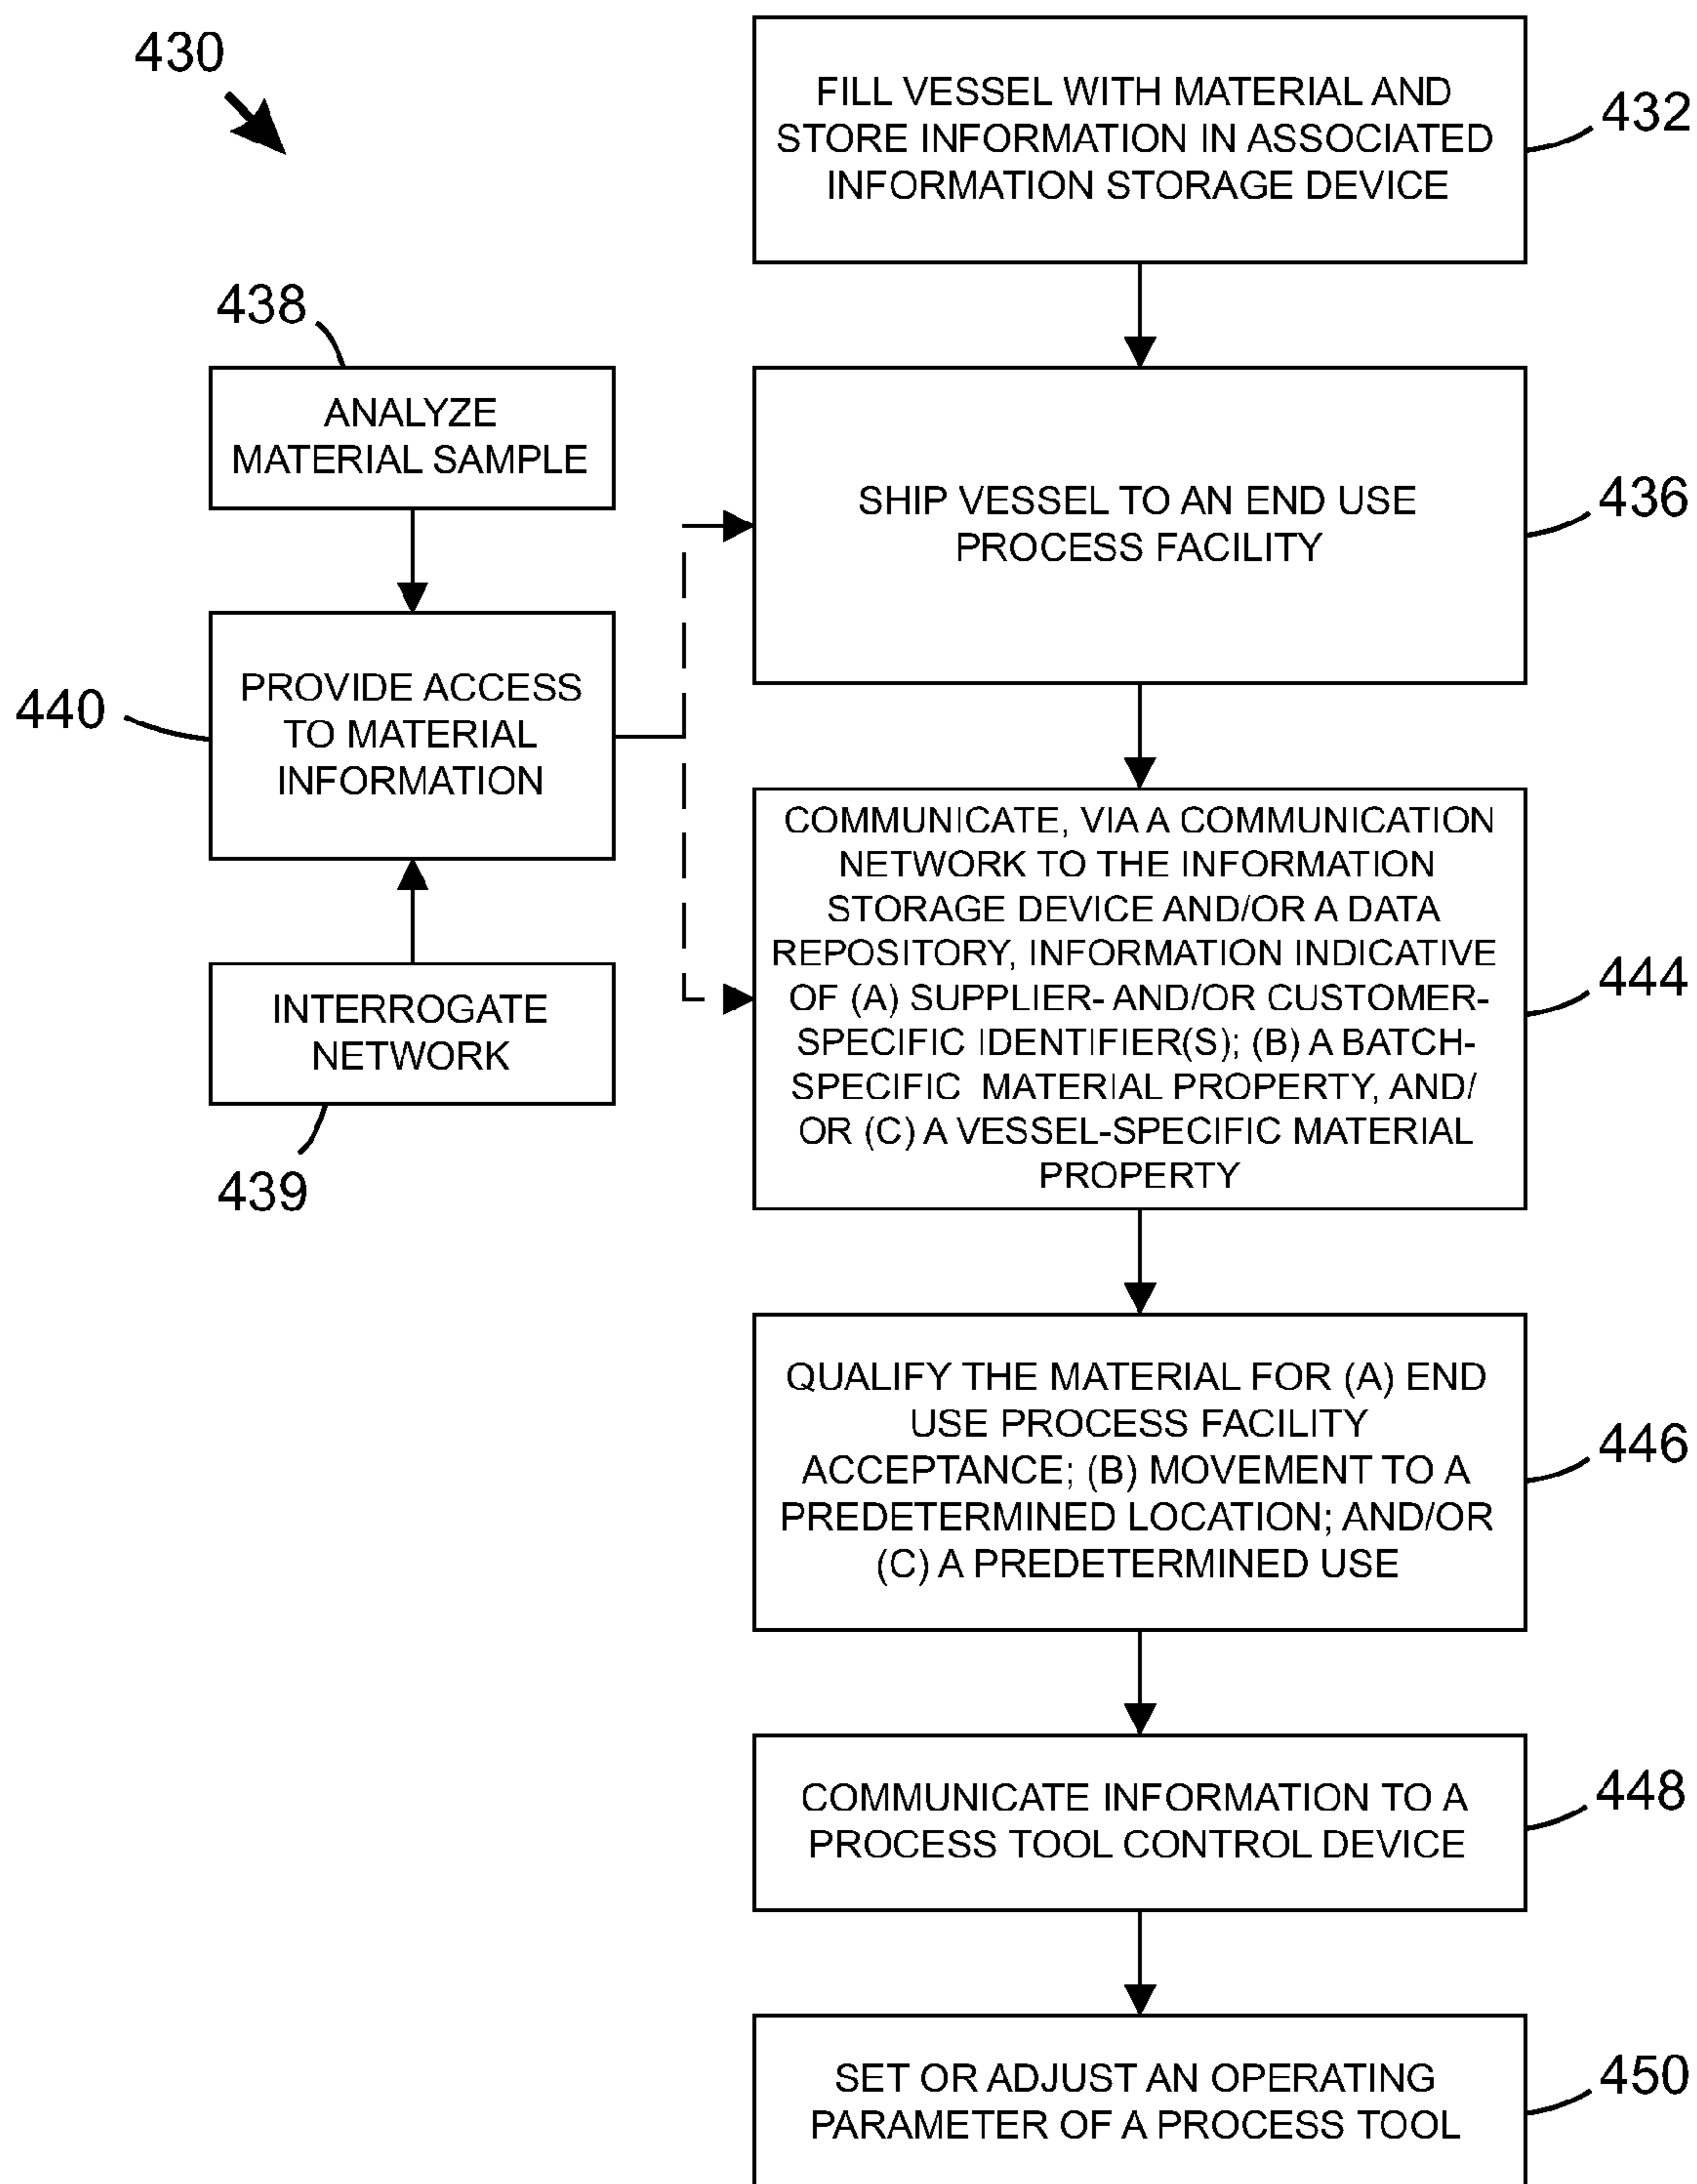 430
FILL VESSEL WITH MATERIAL AND
STORE INFORMATION IN ASSOCIATED
INFORMATION STORAGE DEVICE
432
438
ANALYZE
MATERIAL SAMPLE
SHIP VESSEL TO AN END USE
PROCESS FACILITY
436
440
PROVIDE ACCESS
TO MATERIAL
INFORMATION
INTERROGATE
NETWORK
439
COMMUNICATE, VIA A COMMUNICATION
NETWORK TO THE INFORMATION
STORAGE DEVICE AND/OR A DATA
REPOSITORY, INFORMATION INDICATIVE
OF (A) SUPPLIER- AND/OR CUSTOMER-
SPECIFIC IDENTIFIER(S); (B) A BATCH-
SPECIFIC MATERIAL PROPERTY, AND/
OR (C) A VESSEL-SPECIFIC MATERIAL
PROPERTY
444
QUALIFY THE MATERIAL FOR (A) END
USE PROCESS FACILITY
ACCEPTANCE; (B) MOVEMENT TO A
PREDETERMINED LOCATION; AND/OR
(C) A PREDETERMINED USE
446
COMMUNICATE INFORMATION TO A
PROCESS TOOL CONTROL DEVICE
448
SET OR ADJUST AN OPERATING
PARAMETER OF A PROCESS TOOL
450